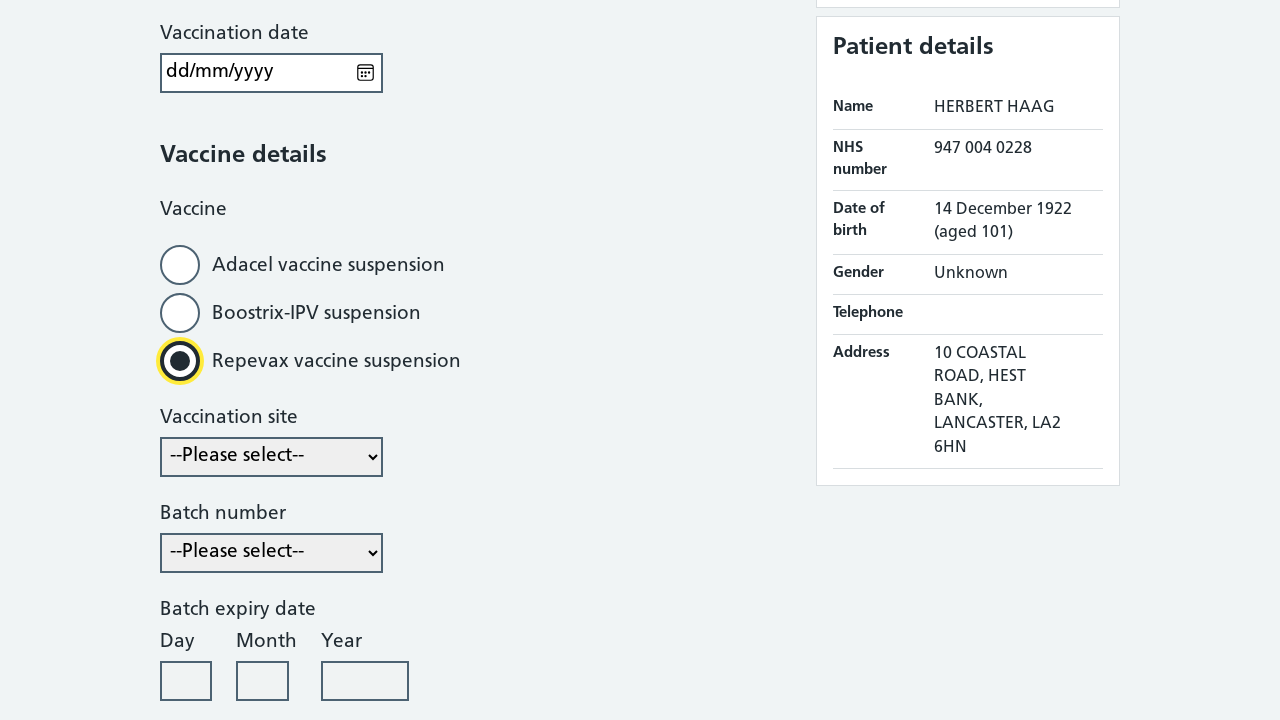 Vaccination date
dd/mm/yyyy
Vaccine details
Vaccine
Adacel vaccine suspension
Boostrix-IPV suspension
Repevax vaccine suspension
Vaccination site
--Please select--
Batch number
--Please select--
Batch expiry date
Day Month Year
Patient details
Name HERBERT HAAG
NHS number 947 004 0228
Date of birth 14 December 1922 (aged 101)
Gender Unknown
Telephone
Address 10 COASTAL
ROAD, HEST
BANK,
LANCASTER, LA2
6HN